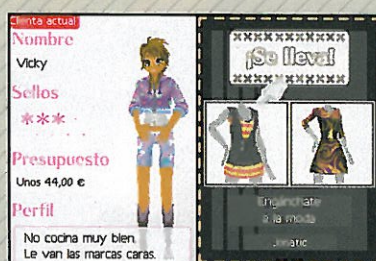 Clienta actual
Nombre
Vicky
Sellos
Presupuesto
Unos 44,00 €
Perfil
No cocina muy bien.
Le van las marcas caras.
¡Se lleva!
Engánchate
a la moda